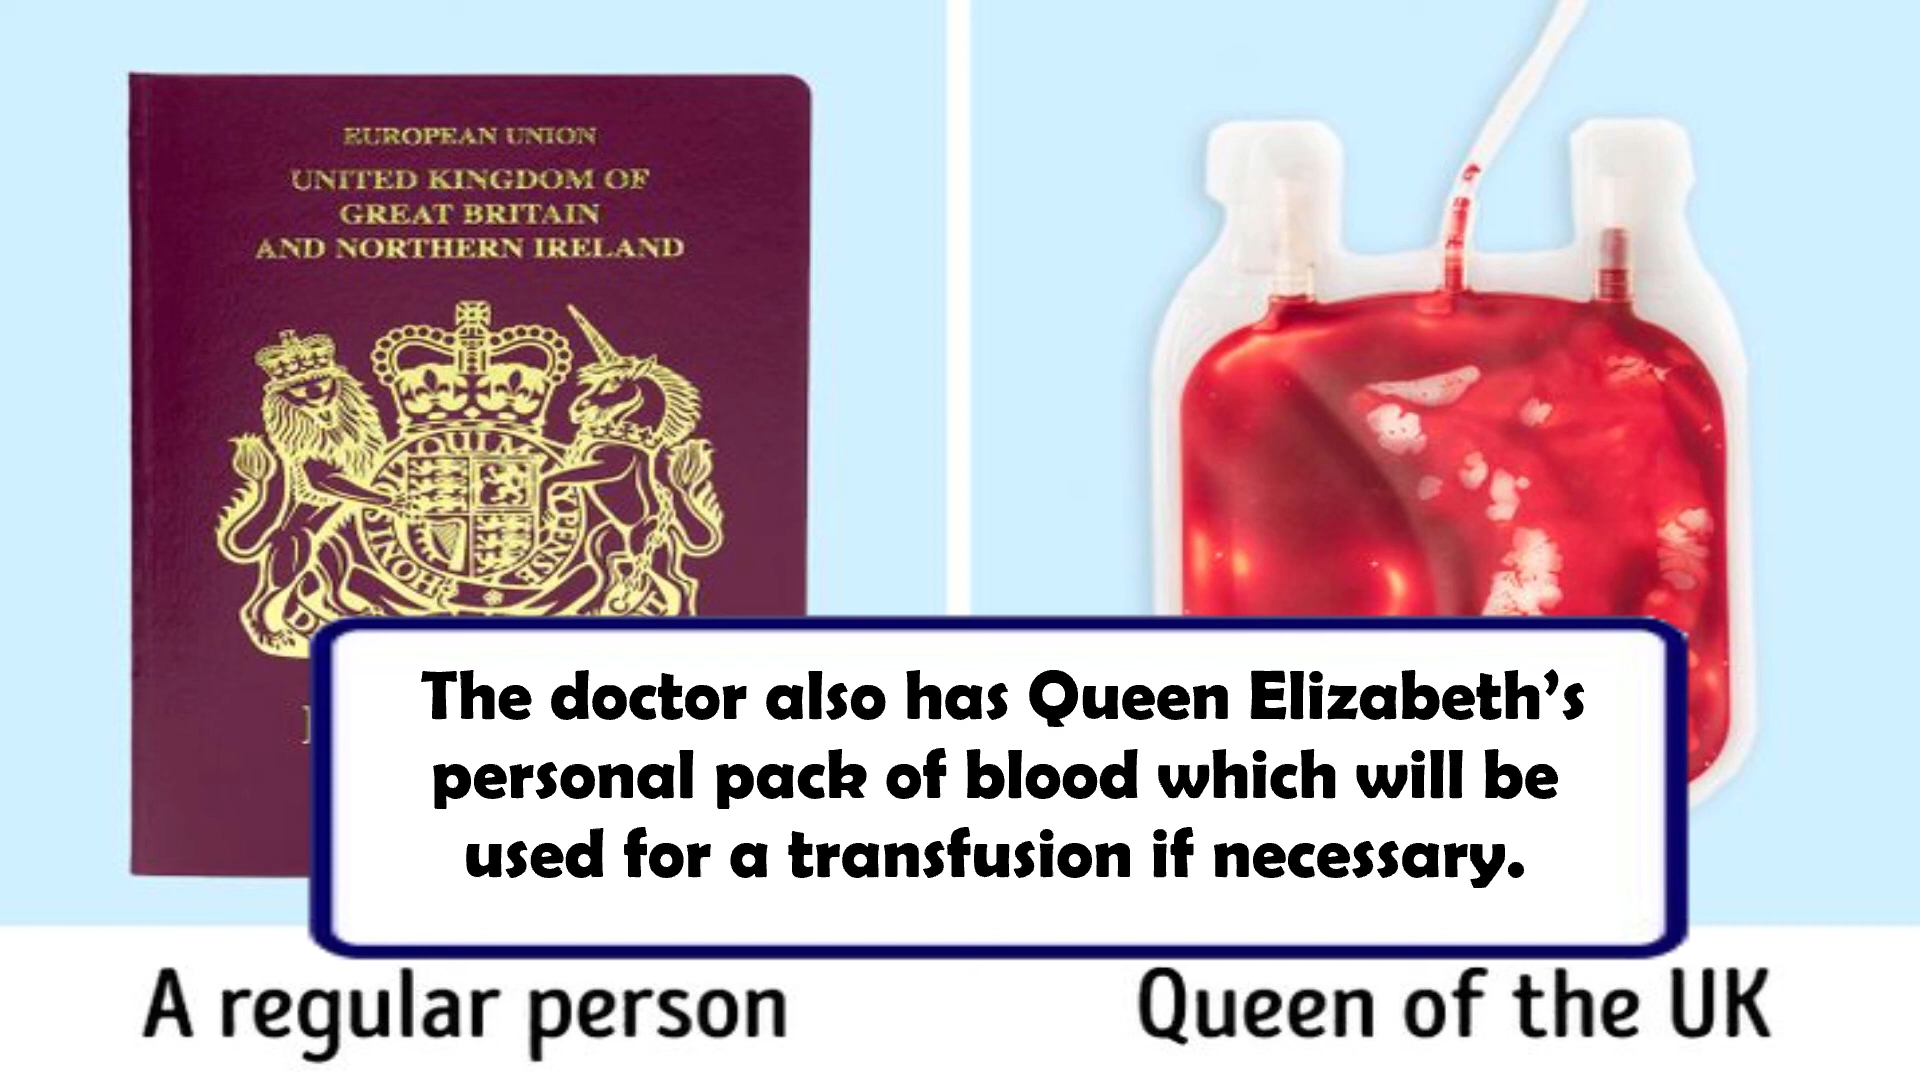 EUROPEAN UNION
UNITED KINGDOM OF
GREAT BRITAIN
AND NORTHERN IRELAND
The doctor also has Queen Elizabeth’s
personal pack of blood which will be
used for a transfusion if necessary.
A regular person
Queen of the UK